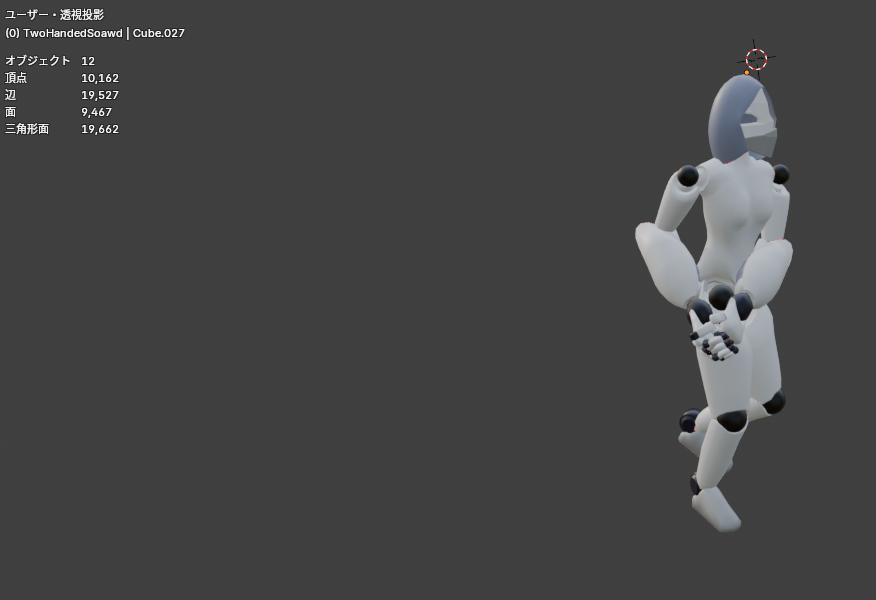 ユーザー・透視投影
(0) TwoHandedSoawd | Cube.027
オブジェクト 12
頂点 10,162
辺 19,527
面 9,467
三角形面 19,662